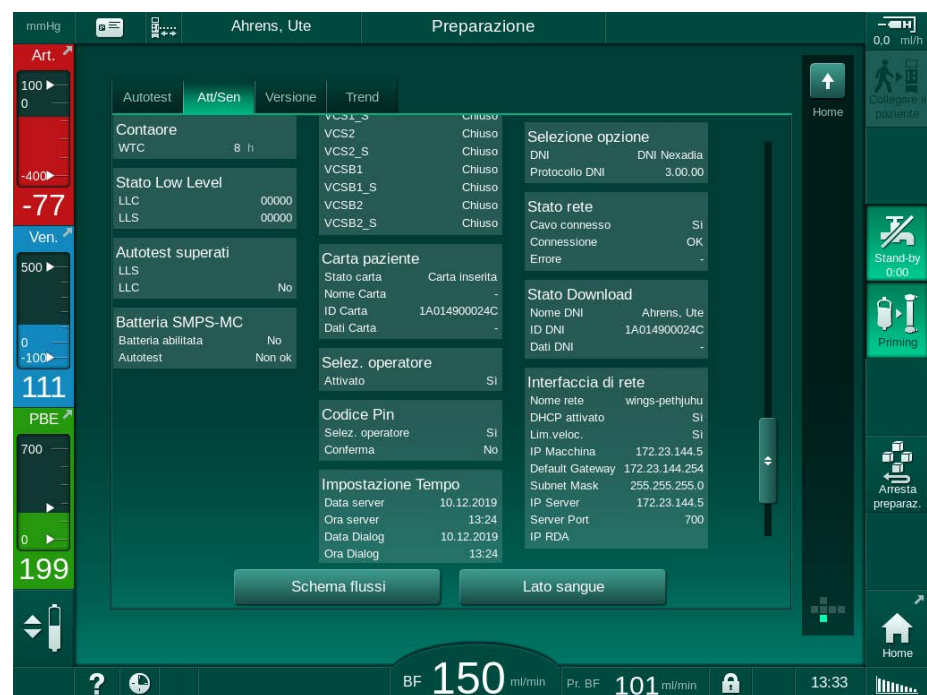 mmHg
Ahrens, Ute
Preparazione
0,0 ml/h
Art.
100
0
-400
-77
Ven.
500
0
-100
111
PBE
700
0
199
Autotest
Att/Sen
Versione
Trend
Contaore
WTC 8 h
Stato Low Level
LLC 00000
LLS 00000
Autotest superati
LLS
LLC No
Batteria SMPS-MC
Batteria abilitata No
Autotest Non ok
VCS1_S Chiuso
VCS2 Chiuso
VCS2_S Chiuso
VCSB1 Chiuso
VCSB1_S Chiuso
VCSB2 Chiuso
VCSB2_S Chiuso
Carta paziente
Stato carta Carta inserita
Nome Carta -
ID Carta 1A014900024C
Dati Carta -
Selez. operatore
Attivato Sì
Codice Pin
Selez. operatore Sì
Conferma No
Impostazione Tempo
Data server 10.12.2019
Ora server 13:24
Data Dialog 10.12.2019
Ora Dialog 13:24
Selezione opzione
DNI DNI Nexadia
Protocollo DNI 3.00.00
Stato rete
Cavo connesso Sì
Connessione OK
Errore -
Stato Download
Nome DNI Ahrens, Ute
ID DNI 1A014900024C
Dati DNI -
Interfaccia di rete
Nome rete wings-pethjuhu
DHCP attivato Sì
Lim.veloc. Sì
IP Macchina 172.23.144.5
Default Gateway 172.23.144.254
Subnet Mask 255.255.255.0
IP Server 172.23.144.5
Server Port 700
IP RDA
Schema flussi
Lato sangue
Home
Collegare il
paziente
Stand-by
0:00
Priming
Arresta
preparaz.
Home
?
BF 150 ml/min
Pr. BF 101 ml/min
13:33